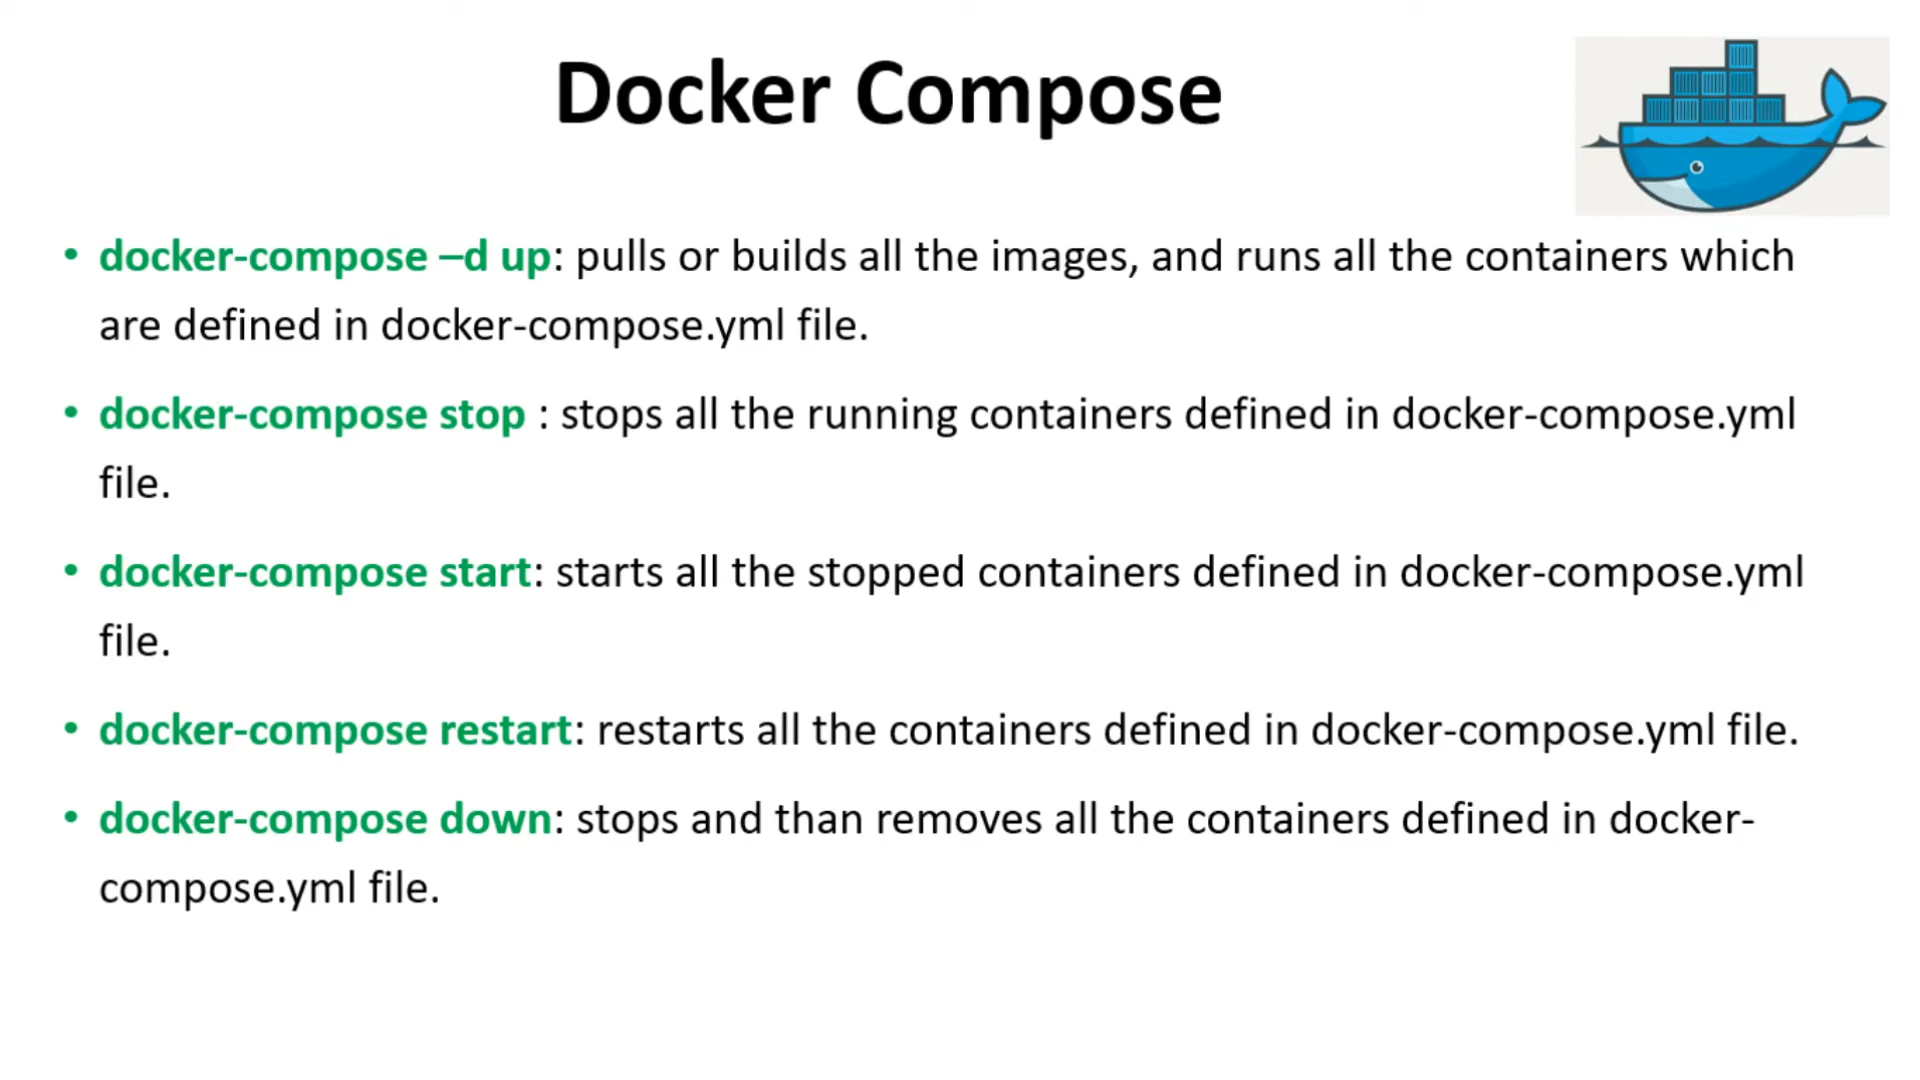 Docker Compose
• docker-compose –d up: pulls or builds all the images, and runs all the containers which
are defined in docker-compose.yml file.
• docker-compose stop : stops all the running containers defined in docker-compose.yml
file.
• docker-compose start: starts all the stopped containers defined in docker-compose.yml
file.
• docker-compose restart: restarts all the containers defined in docker-compose.yml file.
• docker-compose down: stops and than removes all the containers defined in docker-
compose.yml file.